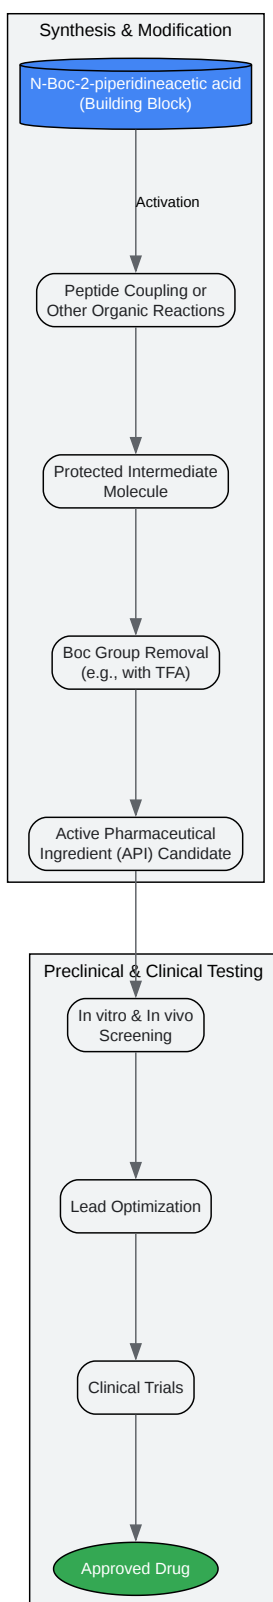 Synthesis & Modification
N-Boc-2-piperidineacetic acid
(Building Block)
Activation
Peptide Coupling or
Other Organic Reactions
Protected Intermediate
Molecule
Boc Group Removal
(e.g., with TFA)
Active Pharmaceutical
Ingredient (API) Candidate
Preclinical & Clinical Testing
In vitro & In vivo
Screening
Lead Optimization
Clinical Trials
Approved Drug